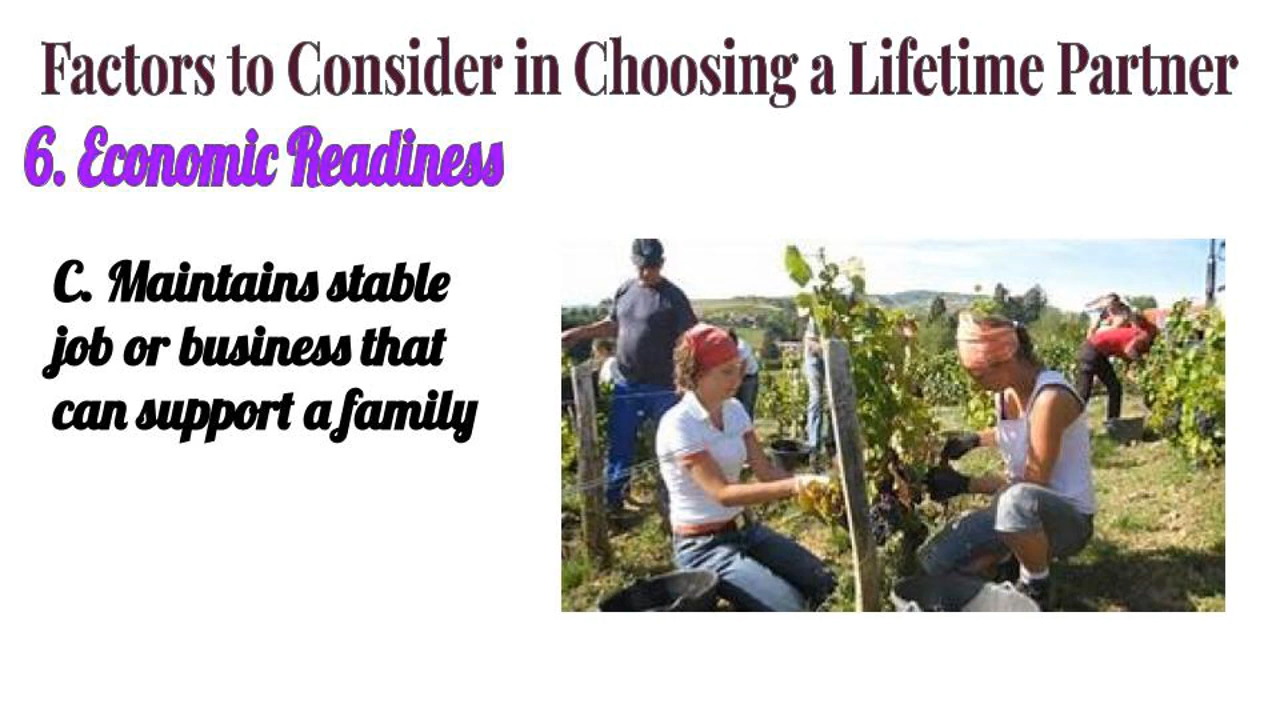 Factors to Consider in Choosing a Lifetime Partner
6. Economic Readiness
C. Maintains stable
job or business that
can support a family